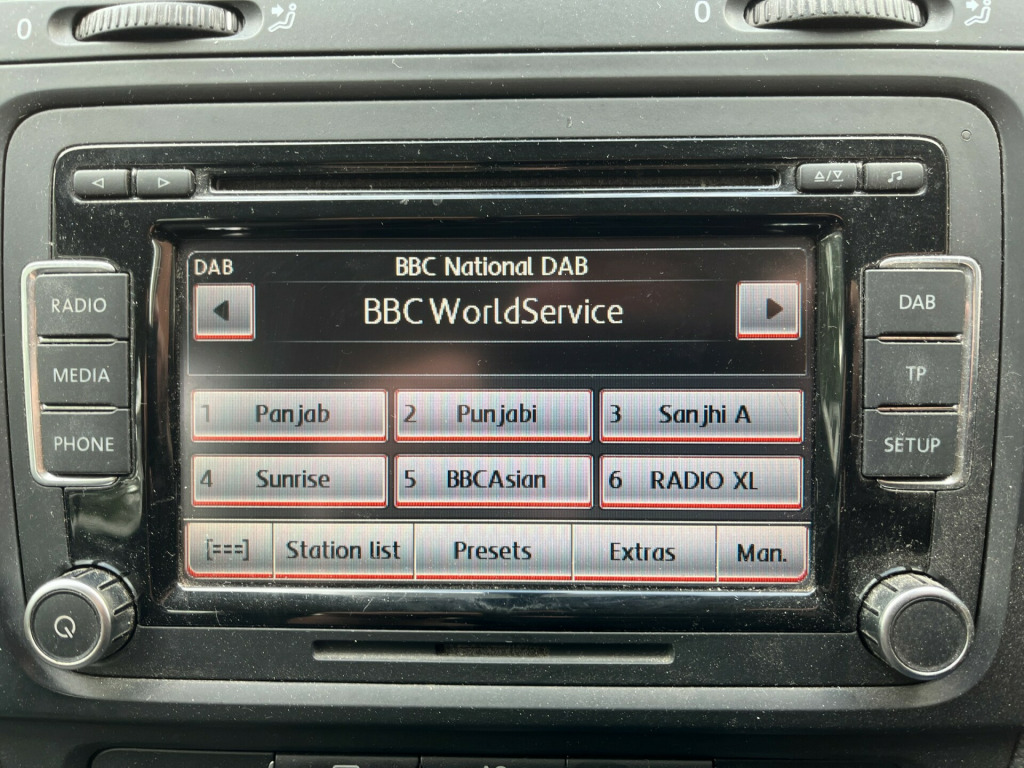 0
0
RADIO
MEDIA
PHONE
DAB
BBC National DAB
BBC WorldService
1 Panjab
2 Punjabi
3 Sanjhi A
4 Sunrise
5 BBCAsian
6 RADIO XL
[===]
Station list
Presets
Extras
Man.
DAB
TP
SETUP